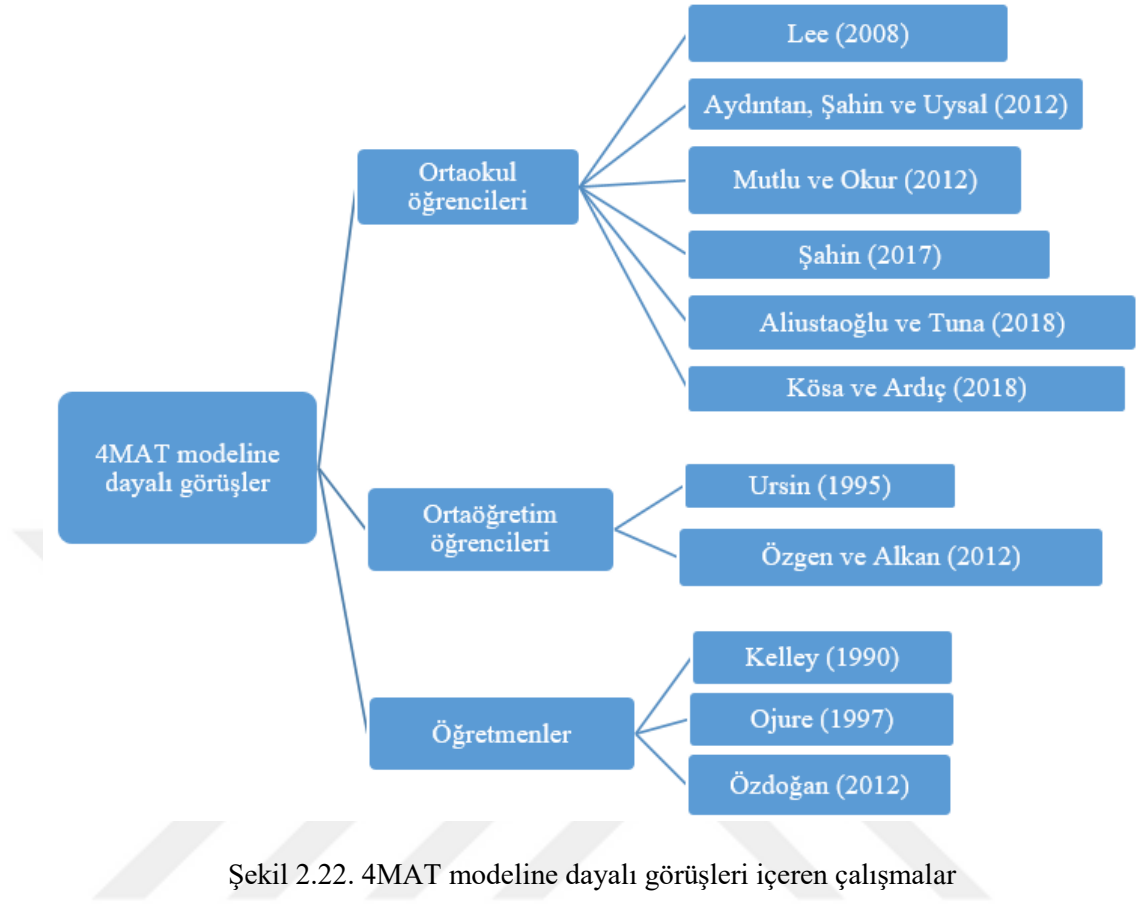 4MAT modeline
dayalı görüşler
Ortaokul
öğrencileri
Lee (2008)
Aydıntan, Şahin ve Uysal (2012)
Mutlu ve Okur (2012)
Şahin (2017)
Aliustaoğlu ve Tuna (2018)
Kösa ve Ardıç (2018)
Ortaöğretim
öğrencileri
Ursin (1995)
Özgen ve Alkan (2012)
Öğretmenler
Kelley (1990)
Ojure (1997)
Özdoğan (2012)
Şekil 2.22. 4MAT modeline dayalı görüşleri içeren çalışmalar